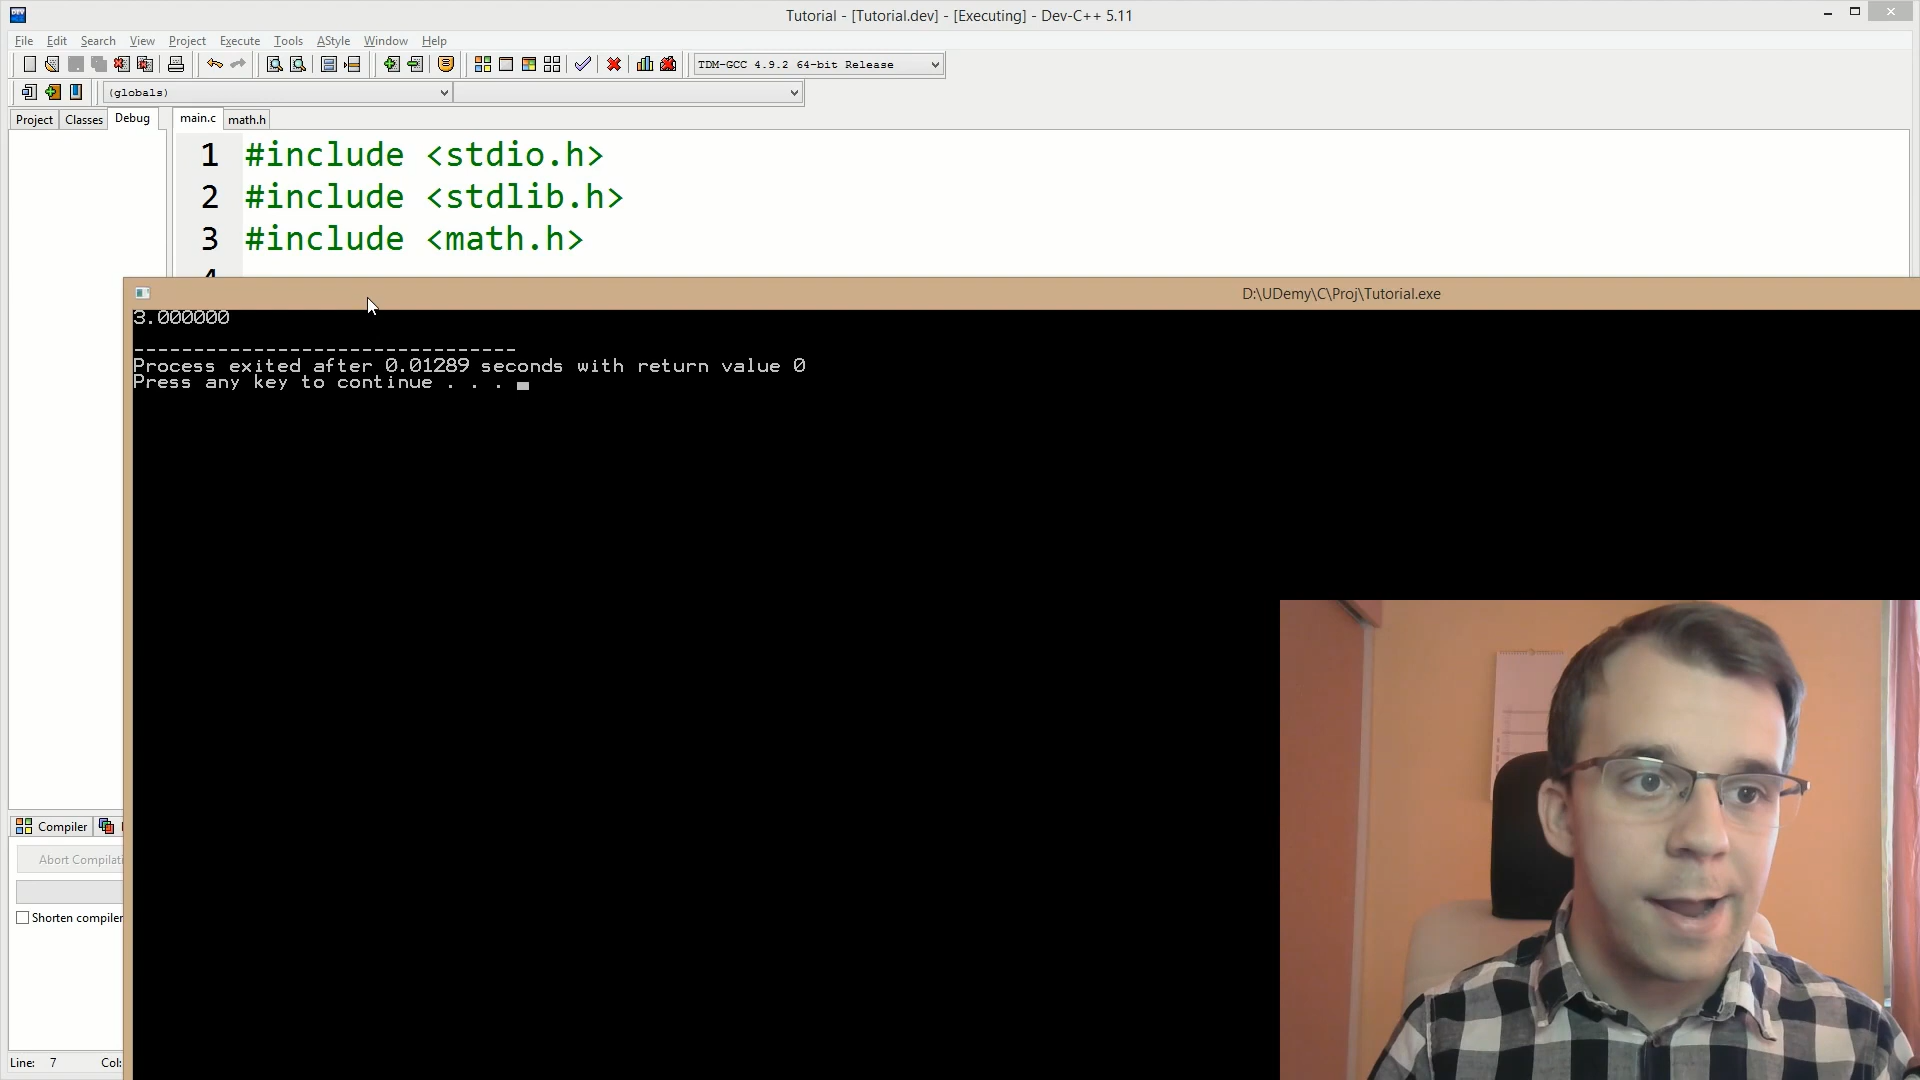 Tutorial - [Tutorial.dev] - [Executing] - Dev-C++ 5.11
File Edit Search View Project Execute Tools AStyle Window Help
TDM-GCC 4.9.2 64-bit Release
(globals)
Project Classes Debug main.c math.h
1 #include <stdio.h>
2 #include <stdlib.h>
3 #include <math.h>
4
D:\UDemy\C\Proj\Tutorial.exe
3.000000
--------------------------------
Process exited after 0.01289 seconds with return value 0
Press any key to continue . . .
Compiler
Abort Compilati
Shorten compiler
Line: 7 Col: